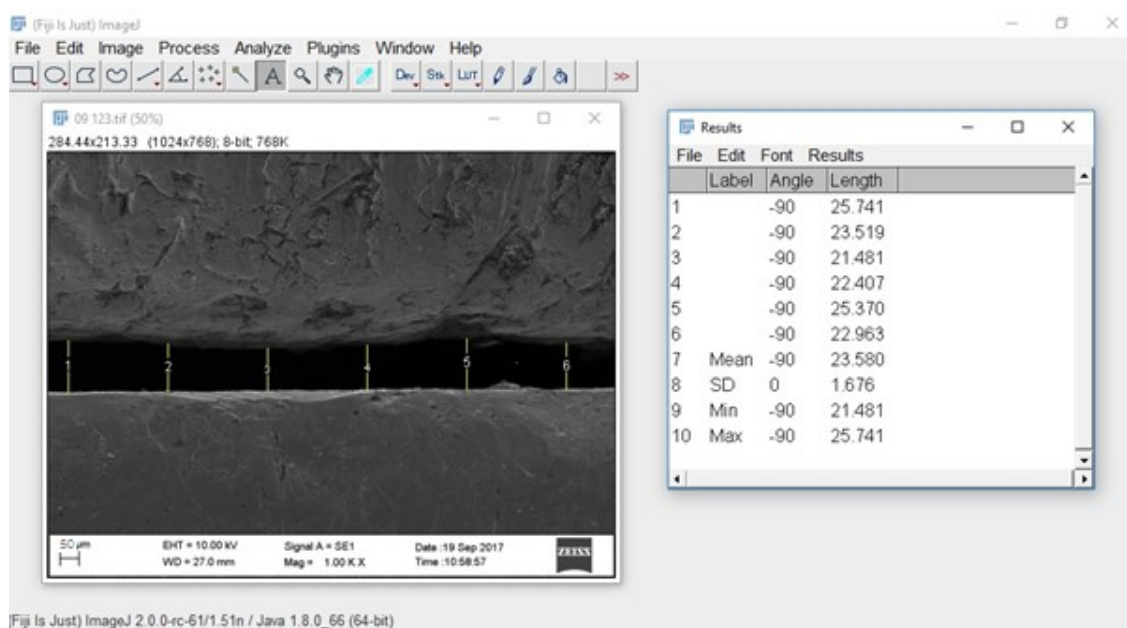 (Fiji Is Just) ImageJ
File Edit Image Process Analyze Plugins Window Help
A Dev Stk LUT >>
09 123.tif (50%)
284.44x213.33 (1024x768); 8-bit; 768K
1 2 3 4 5 6
50 µm EHT = 10.00 kV Signal A = SE1 Date :19 Sep 2017 ZEISS
WD = 27.0 mm Mag = 1.00 K X Time :10:58:57
Results
File Edit Font Results
Label Angle Length
1 -90 25.741
2 -90 23.519
3 -90 21.481
4 -90 22.407
5 -90 25.370
6 -90 22.963
7 Mean -90 23.580
8 SD 0 1.676
9 Min -90 21.481
10 Max -90 25.741
(Fiji Is Just) ImageJ 2.0.0-rc-61/1.51n / Java 1.8.0_66 (64-bit)